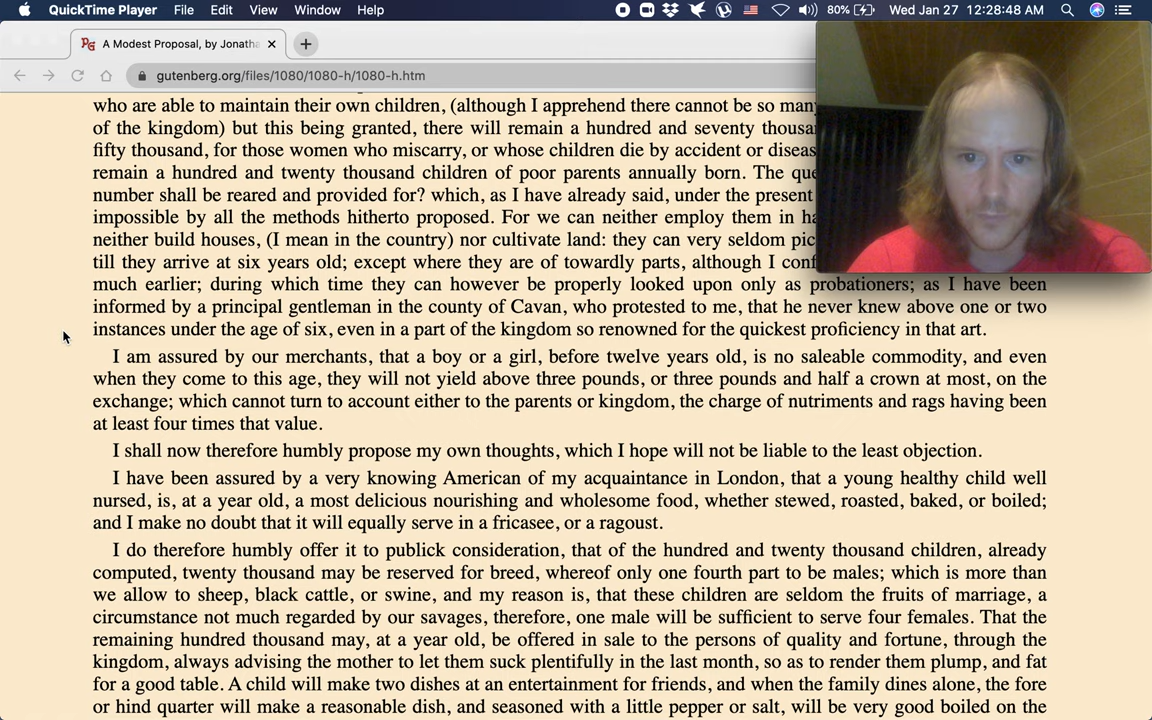 QuickTime Player File Edit View Window Help 80% Wed Jan 27 12:28:48 AM
A Modest Proposal, by Jonath
gutenberg.org/files/1080/1080-h/1080-h.htm
who are able to maintain their own children, (although I apprehend there cannot be so many
of the kingdom) but this being granted, there will remain a hundred and seventy
fifty thousand, for those women who miscarry, or whose children die by accident or
remain a hundred and twenty thousand children of poor parents annually born. The
number shall be reared and provided for? which, as I have already said, under the present
impossible by all the methods hitherto proposed. For we can neither employ them in
neither build houses, (I mean in the country) nor cultivate land: they can very seldom
till they arrive at six years old; except where they are of towardly parts, although I
much earlier; during which time they can however be properly looked upon only as probationers; as I have been
informed by a principal gentleman in the county of Cavan, who protested to me, that he never knew above one or two
instances under the age of six, even in a part of the kingdom so renowned for the quickest proficiency in that art.
I am assured by our merchants, that a boy or a girl, before twelve years old, is no saleable commodity, and even
when they come to this age, they will not yield above three pounds, or three pounds and half a crown at most, on the
exchange; which cannot turn to account either to the parents or kingdom, the charge of nutriments and rags having been
at least four times that value.
I shall now therefore humbly propose my own thoughts, which I hope will not be liable to the least objection.
I have been assured by a very knowing American of my acquaintance in London, that a young healthy child well
nursed, is, at a year old, a most delicious nourishing and wholesome food, whether stewed, roasted, baked, or boiled;
and I make no doubt that it will equally serve in a fricasee, or a ragoust.
I do therefore humbly offer it to publick consideration, that of the hundred and twenty thousand children, already
computed, twenty thousand may be reserved for breed, whereof only one fourth part to be males; which is more than
we allow to sheep, black cattle, or swine, and my reason is, that these children are seldom the fruits of marriage, a
circumstance not much regarded by our savages, therefore, one male will be sufficient to serve four females. That the
remaining hundred thousand may, at a year old, be offered in sale to the persons of quality and fortune, through the
kingdom, always advising the mother to let them suck plentifully in the last month, so as to render them plump, and fat
for a good table. A child will make two dishes at an entertainment for friends, and when the family dines alone, the fore
or hind quarter will make a reasonable dish, and seasoned with a little pepper or salt, will be very good boiled on the